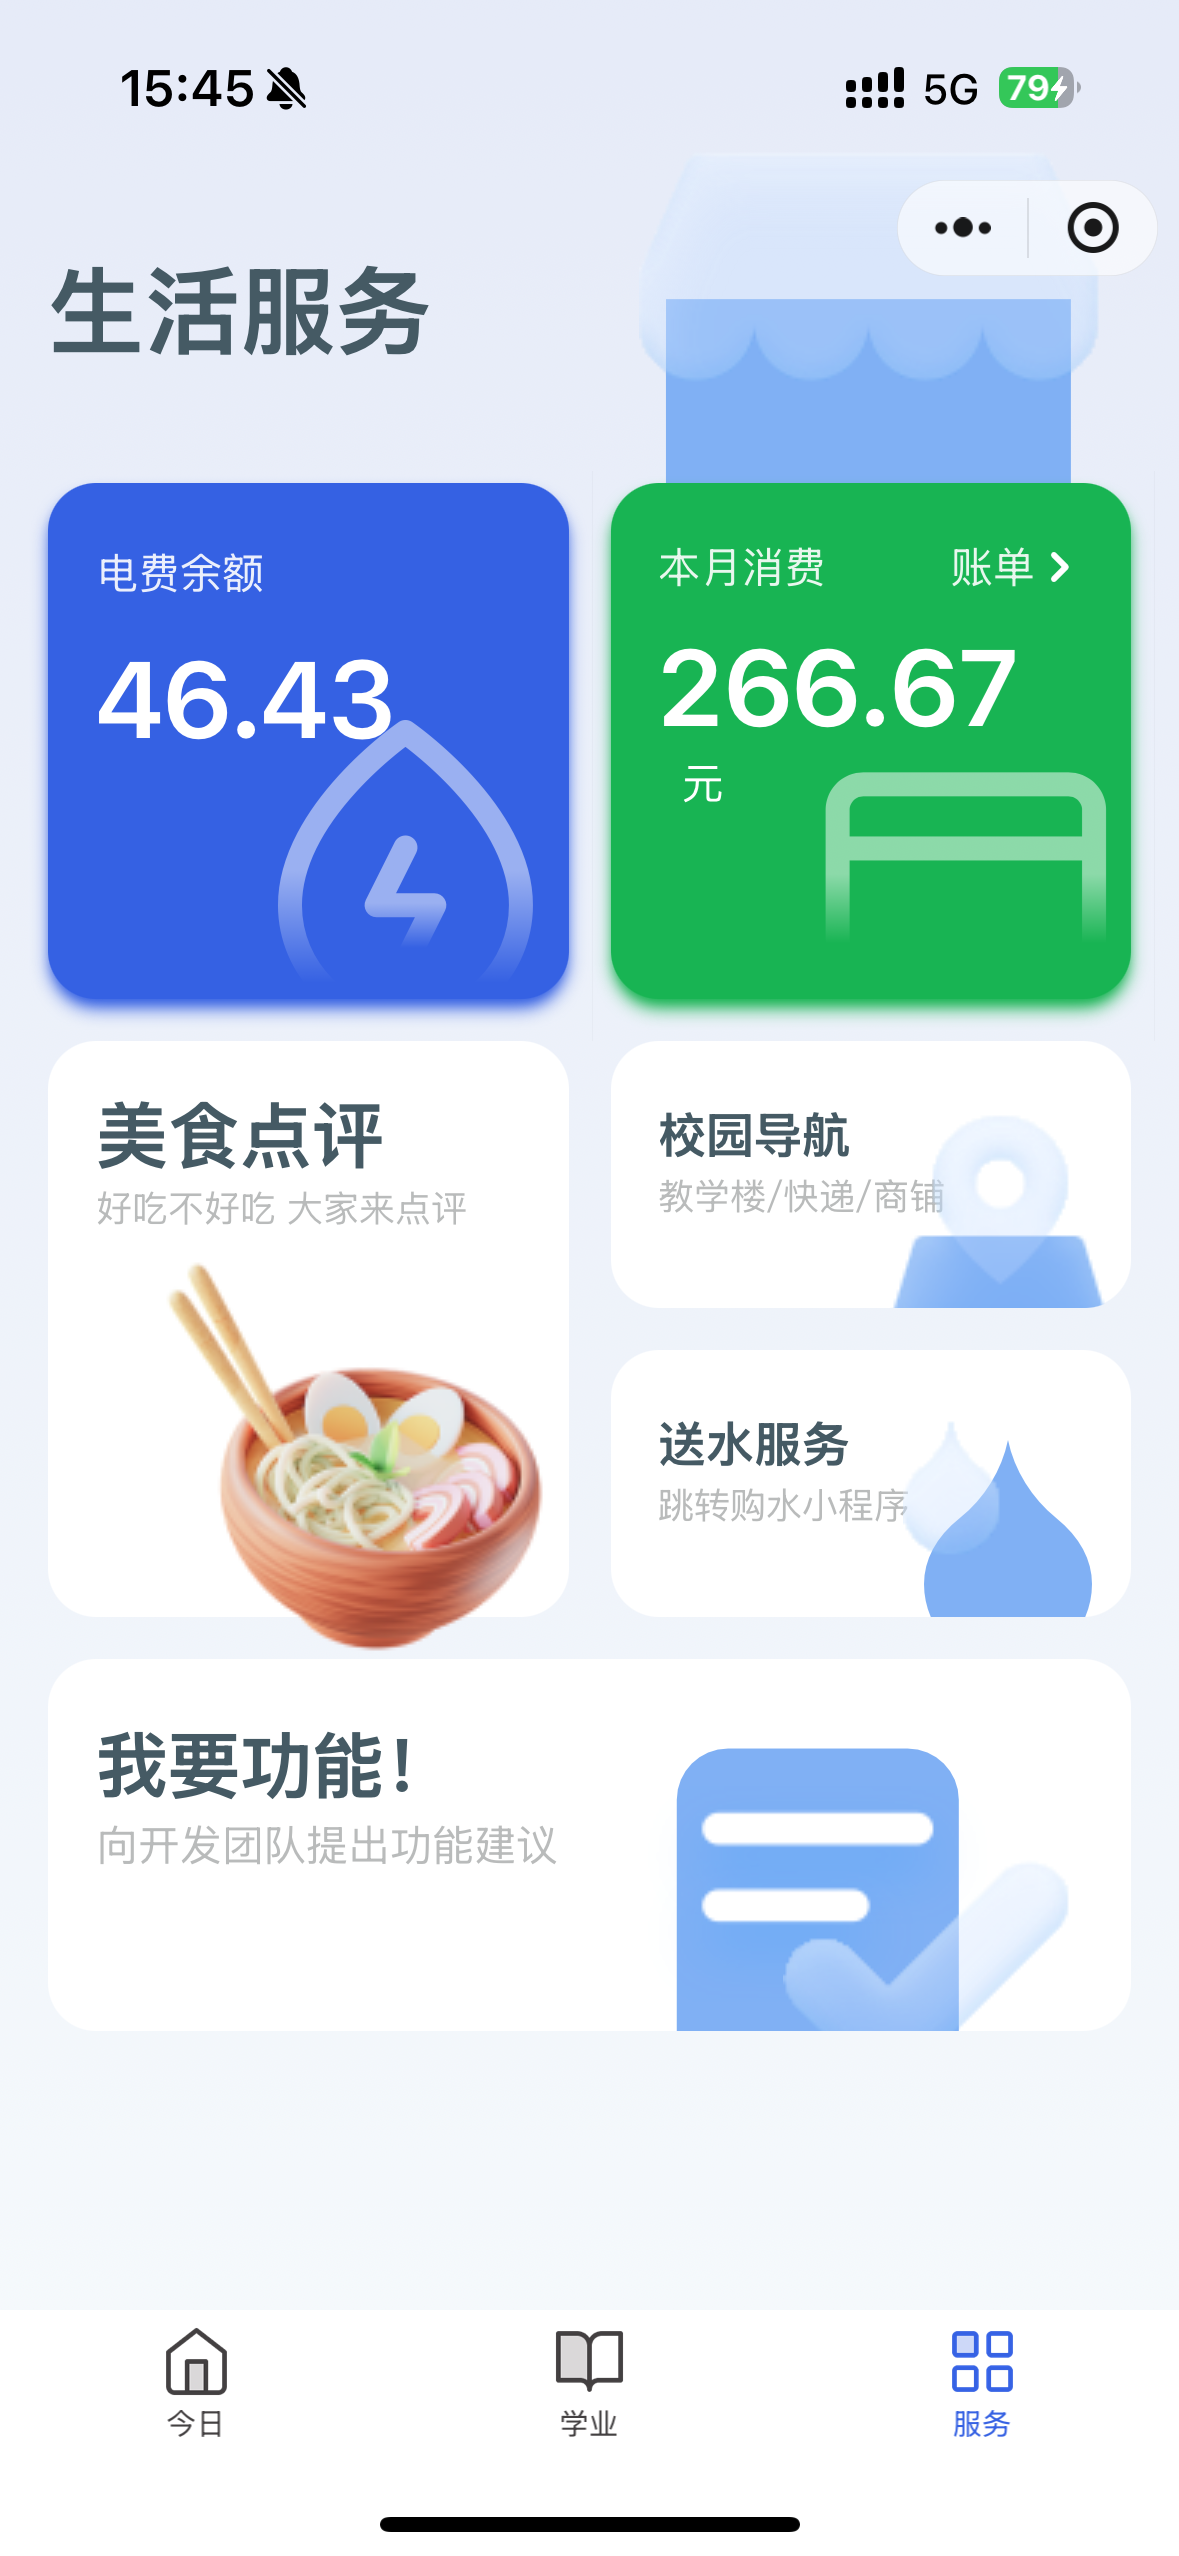 15:45
5G
79
生活服务
电费余额
46.43
本月消费
账单
266.67
元
美食点评
好吃不好吃 大家来点评
校园导航
教学楼/快递/商铺
送水服务
跳转购水小程序
我要功能！
向开发团队提出功能建议
今日
学业
服务